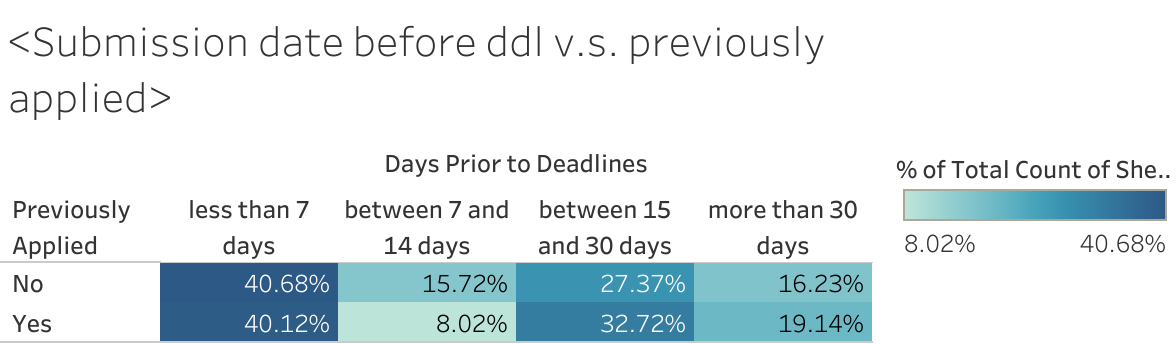 <Submission date before ddl v.s. previously
applied>
Days Prior to Deadlines
% of Total Count of She..
Previously
Applied
less than 7
days
between 7 and
14 days
between 15
and 30 days
more than 30
days
8.02%
40.68%
No 40.68% 15.72% 27.37% 16.23%
Yes 40.12% 8.02% 32.72% 19.14%